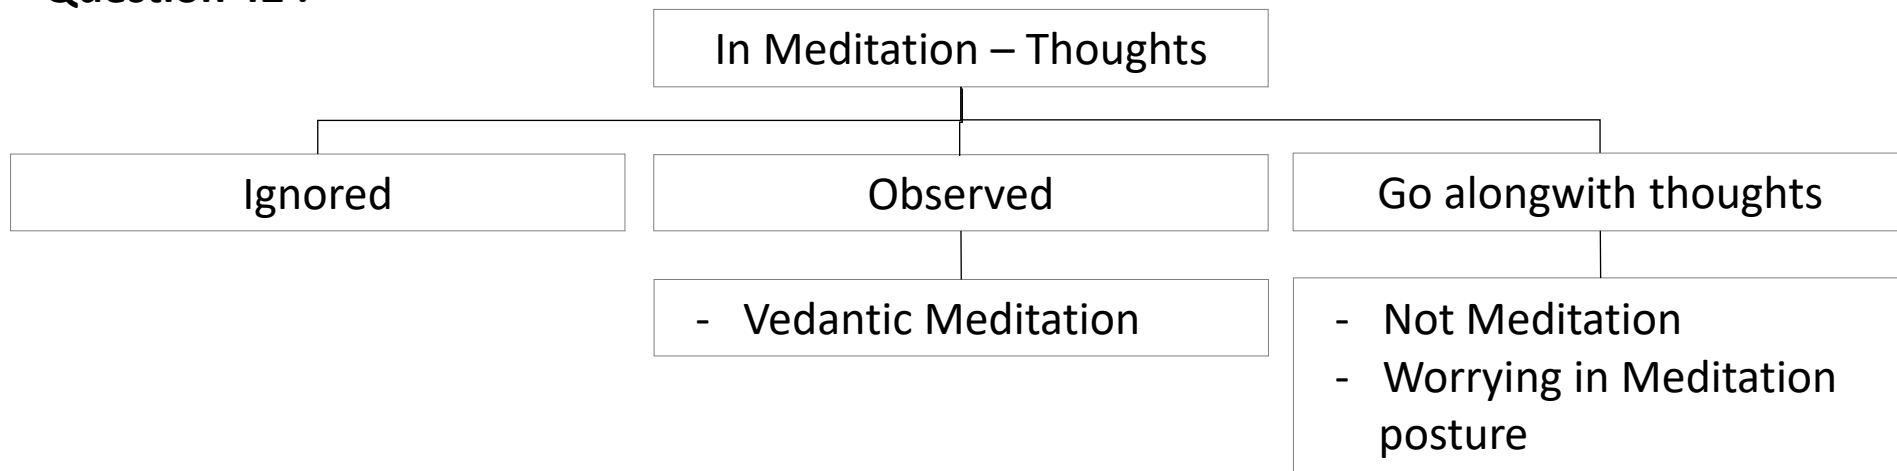 In Meditation – Thoughts
Ignored
Observed
Go alongwith thoughts
- Vedantic Meditation
- Not Meditation
- Worrying in Meditation
posture